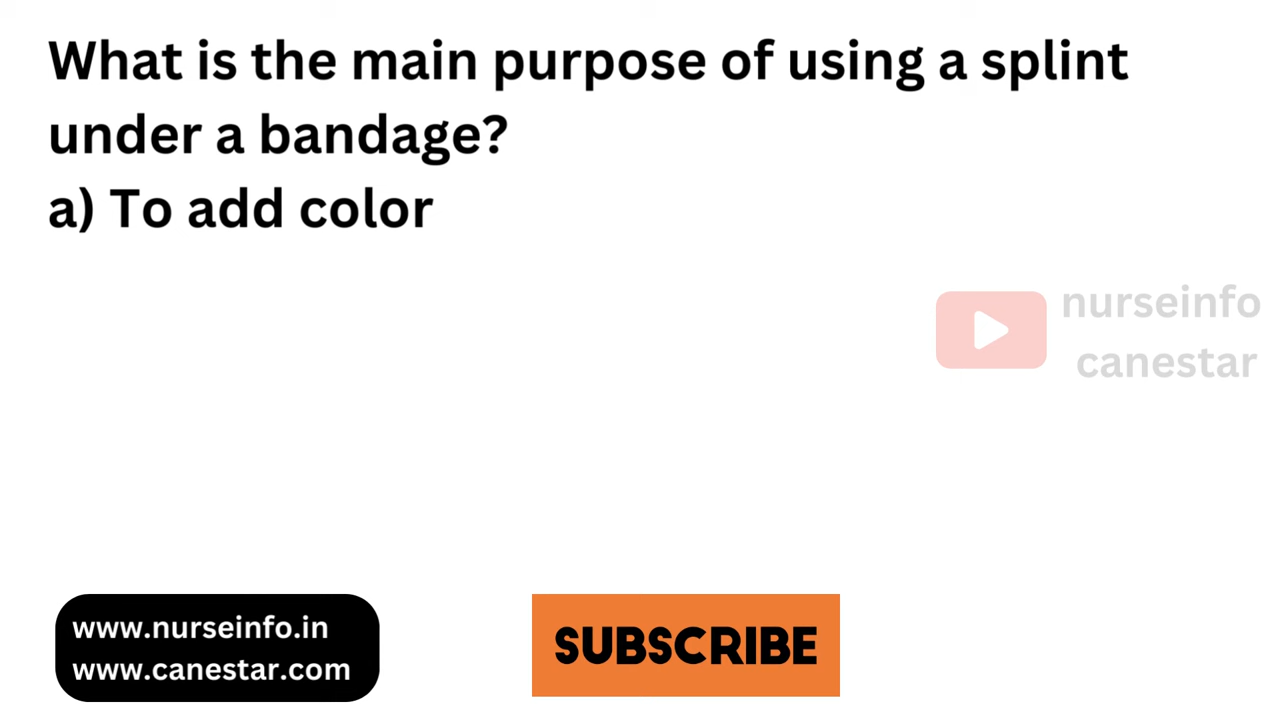 What is the main purpose of using a splint
under a bandage?
a) To add color
nurseinfo
canestar
www.nurseinfo.in
www.canestar.com
SUBSCRIBE